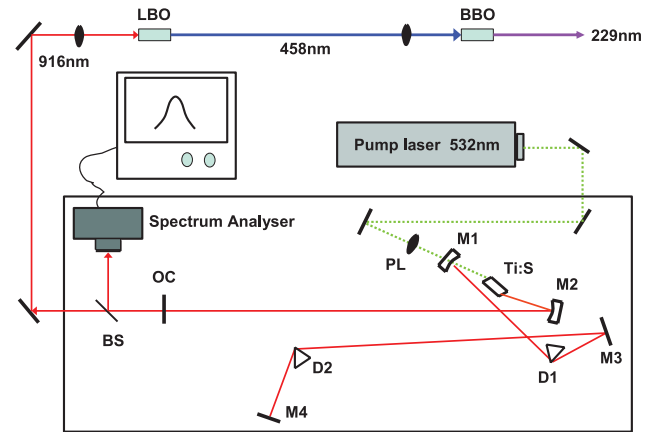 LBO
BBO
916nm
458nm
229nm
Pump laser 532nm
Spectrum Analyser
M1
PL
Ti:S
OC
M2
BS
M3
D2
D1
M4